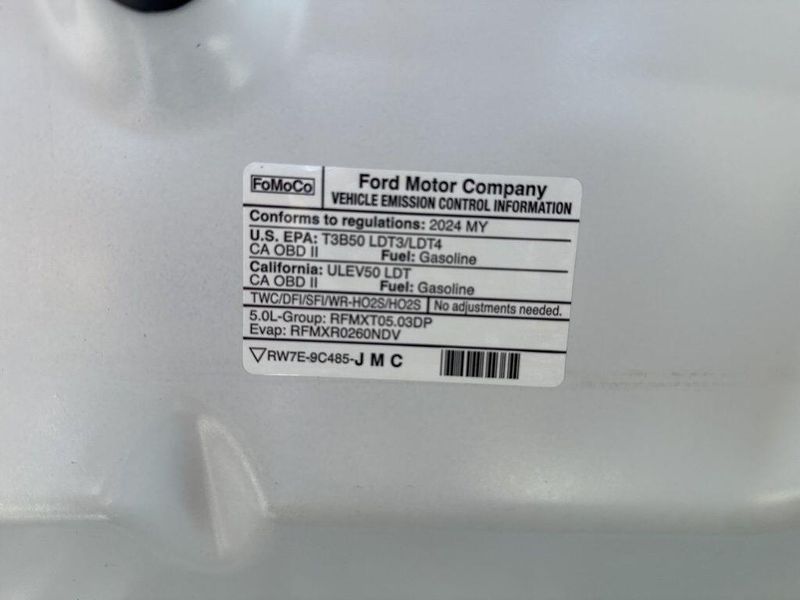 FoMoCo
Ford Motor Company
VEHICLE EMISSION CONTROL INFORMATION
Conforms to regulations: 2024 MY
U.S. EPA: T3B50 LDT3/LDT4
CA OBD II Fuel: Gasoline
California: ULEV50 LDT
CA OBD II Fuel: Gasoline
TWC/DFI/SFI/WR-HO2S/HO2S No adjustments needed.
5.0L-Group: RFMXT05.03DP
Evap: RFMXR0260NDV
RW7E-9C485-J M C